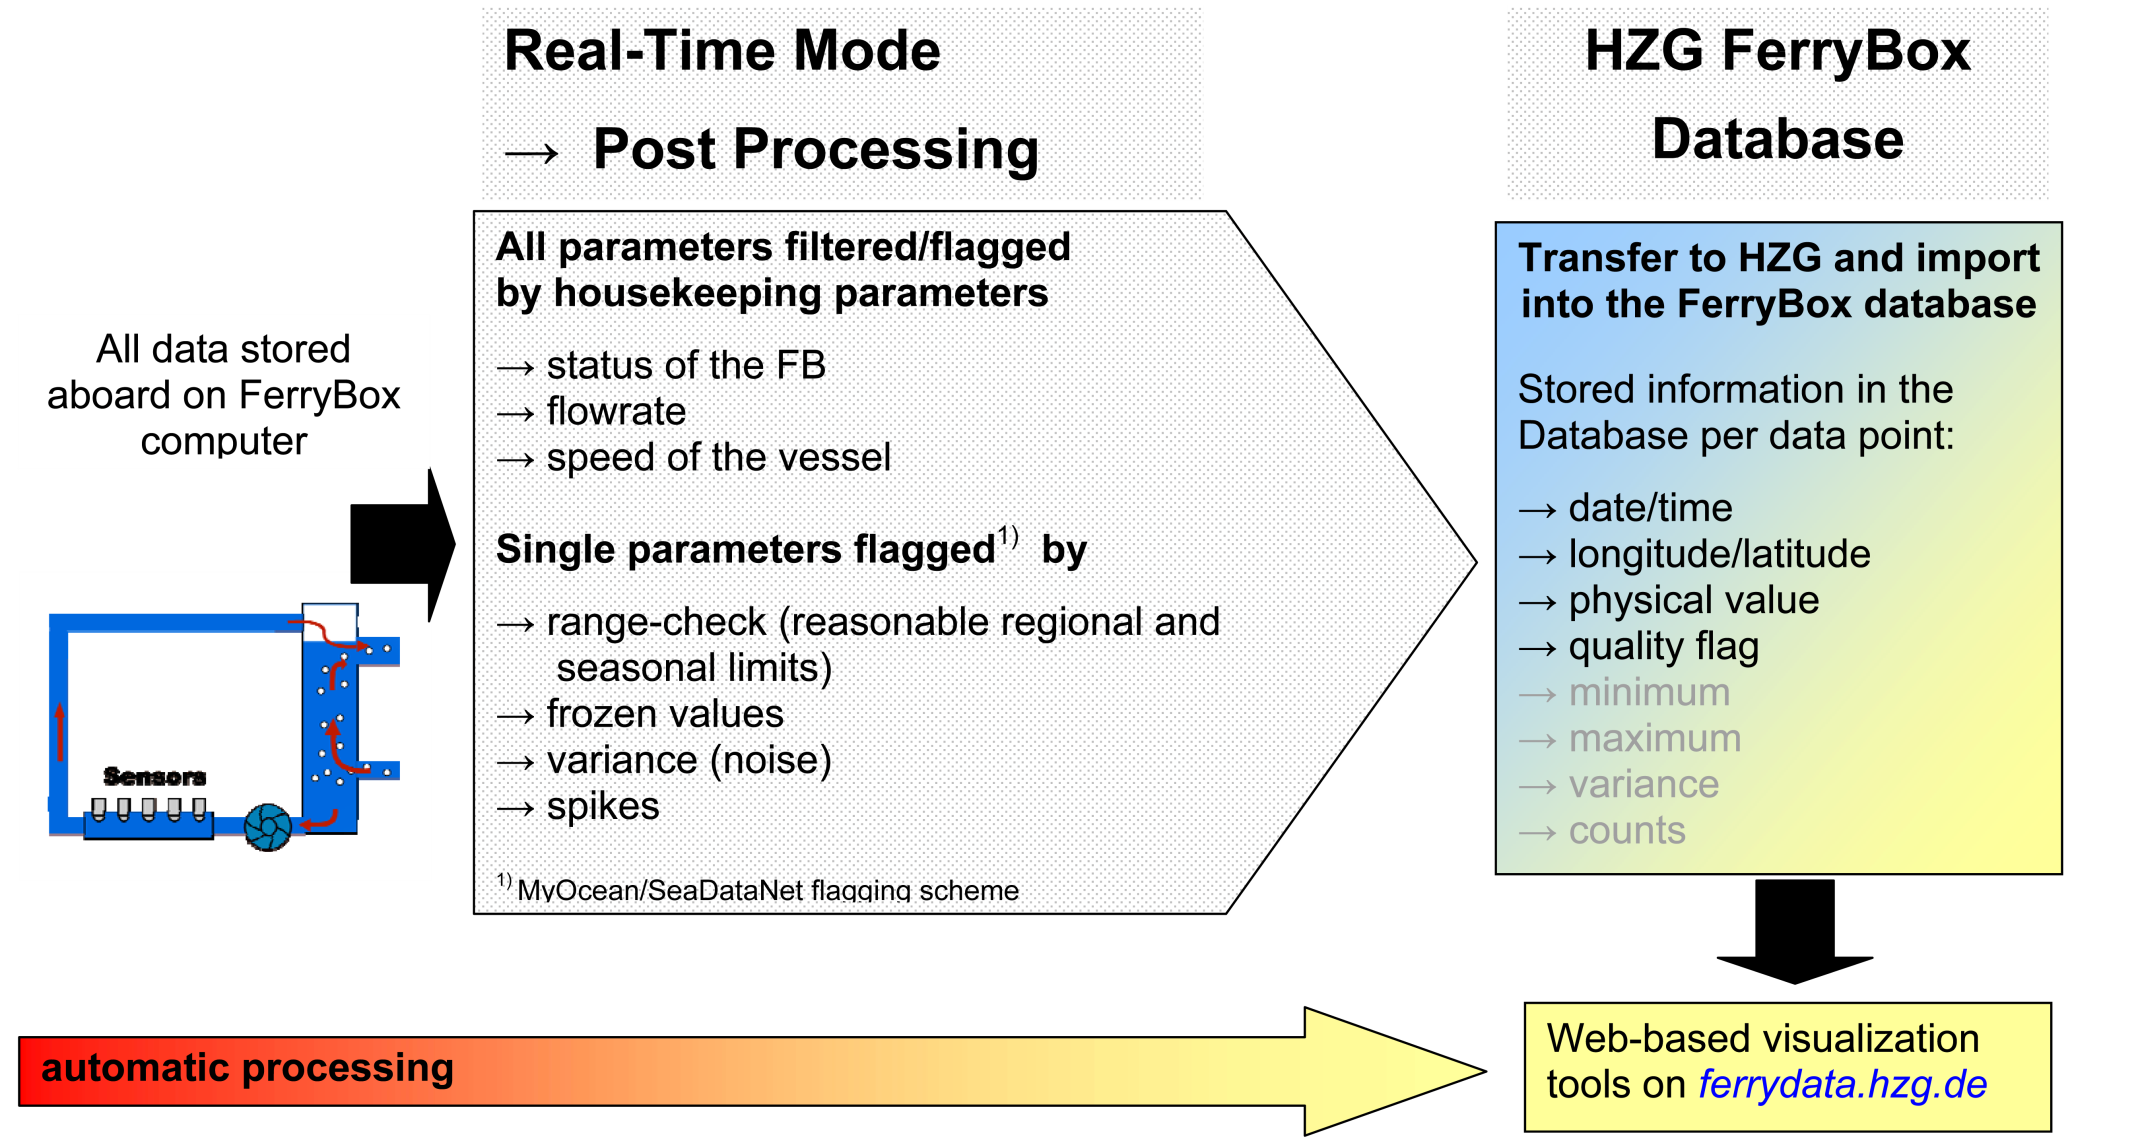 Real-Time Mode
→ Post Processing
HZG FerryBox
Database
All data stored
aboard on FerryBox
computer
Sensors
All parameters filtered/flagged
by housekeeping parameters
→ status of the FB
→ flowrate
→ speed of the vessel
Single parameters flagged1) by
→ range-check (reasonable regional and
seasonal limits)
→ frozen values
→ variance (noise)
→ spikes
1) MyOcean/SeaDataNet flagging scheme
Transfer to HZG and import
into the FerryBox database
Stored information in the
Database per data point:
→ date/time
→ longitude/latitude
→ physical value
→ quality flag
→ minimum
→ maximum
→ variance
→ counts
automatic processing
Web-based visualization
tools on ferrydata.hzg.de